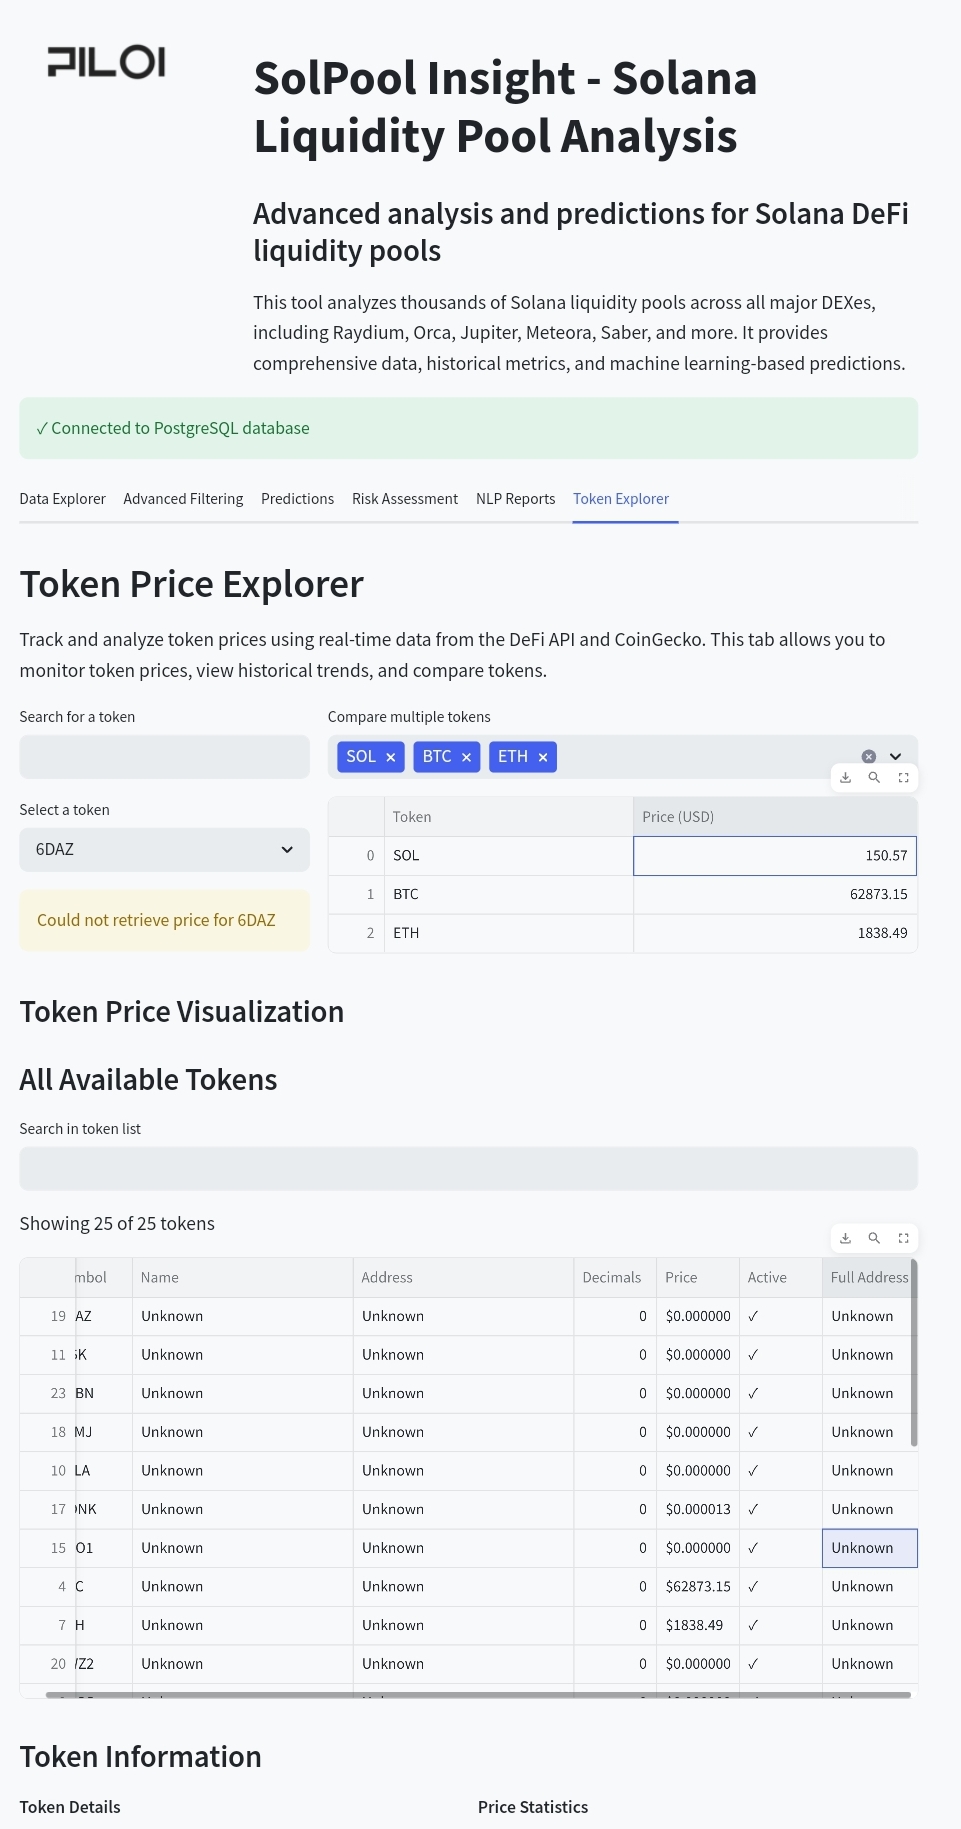 PILOI
SolPool Insight - Solana
Liquidity Pool Analysis
Advanced analysis and predictions for Solana DeFi
liquidity pools
This tool analyzes thousands of Solana liquidity pools across all major DEXes,
including Raydium, Orca, Jupiter, Meteora, Saber, and more. It provides
comprehensive data, historical metrics, and machine learning-based predictions.
✓ Connected to PostgreSQL database
Data Explorer Advanced Filtering Predictions Risk Assessment NLP Reports Token Explorer
Token Price Explorer
Track and analyze token prices using real-time data from the DeFi API and CoinGecko. This tab allows you to
monitor token prices, view historical trends, and compare tokens.
Search for a token
Compare multiple tokens
SOL × BTC × ETH ×
Select a token
6DAZ
Could not retrieve price for 6DAZ
Token Price (USD)
0 SOL 150.57
1 BTC 62873.15
2 ETH 1838.49
Token Price Visualization
All Available Tokens
Search in token list
Showing 25 of 25 tokens
mbol Name Address Decimals Price Active Full Address
19 AZ Unknown Unknown 0 $0.000000 ✓ Unknown
11 K Unknown Unknown 0 $0.000000 ✓ Unknown
23 BN Unknown Unknown 0 $0.000000 ✓ Unknown
18 MJ Unknown Unknown 0 $0.000000 ✓ Unknown
10 LA Unknown Unknown 0 $0.000000 ✓ Unknown
17 NK Unknown Unknown 0 $0.000013 ✓ Unknown
15 O1 Unknown Unknown 0 $0.000000 ✓ Unknown
4 C Unknown Unknown 0 $62873.15 ✓ Unknown
7 H Unknown Unknown 0 $1838.49 ✓ Unknown
20 Z2 Unknown Unknown 0 $0.000000 ✓ Unknown
Token Information
Token Details
Price Statistics